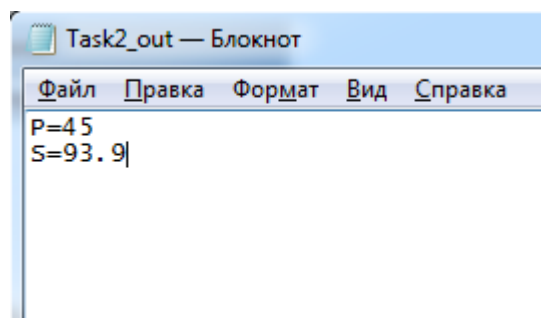 Task2_out — Блокнот
Файл Правка Формат Вид Справка
P=45
S=93.9